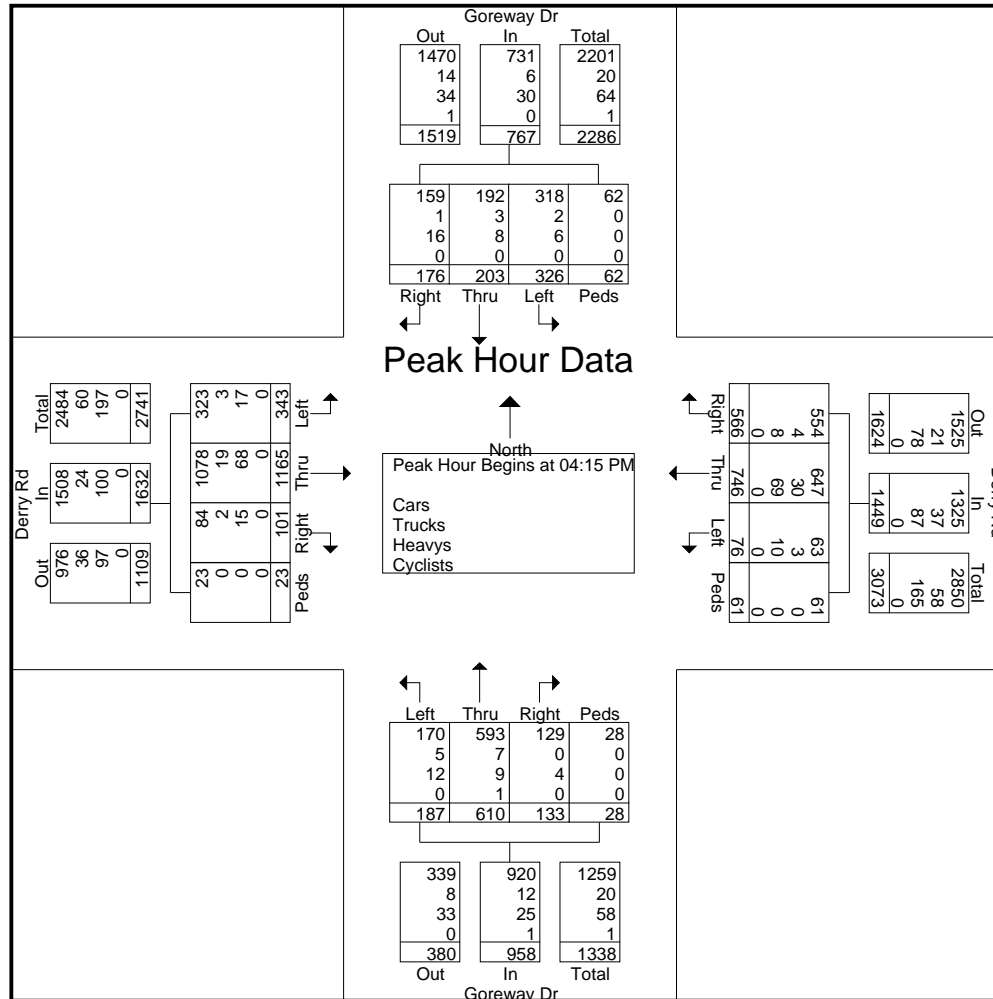 Goreway Dr
Out In Total
1470 731 2201
14 6 20
34 30 64
1 0 1
1519 767 2286
159 192 318 62
1 3 2 0
16 8 6 0
0 0 0 0
176 203 326 62
Right Thru Left Peds
Peak Hour Data
North
Peak Hour Begins at 04:15 PM
Cars
Trucks
Heavys
Cyclists
Derry Rd
Out In Total
976 1508 2484
36 24 60
97 100 197
0 0 0
1109 1632 2741
23 84 1078 323
0 2 19 3
0 15 68 17
0 0 0
23 101 1165 343
Peds Right Thru Left
Right Thru Left Peds
554 647 63 61
4 30 3 0
8 69 10 0
0 0 0 0
566 746 76 61
Out In Total
1525 1325 2850
21 37 58
78 87 165
0 0 0
1624 1449 3073
Left Thru Right Peds
170 593 129 28
5 7 0 0
12 9 4 0
0 1 0 0
187 610 133 28
339 920 1259
8 12 20
33 25 58
0 1 1
380 958 1338
Out In Total
Goreway Dr